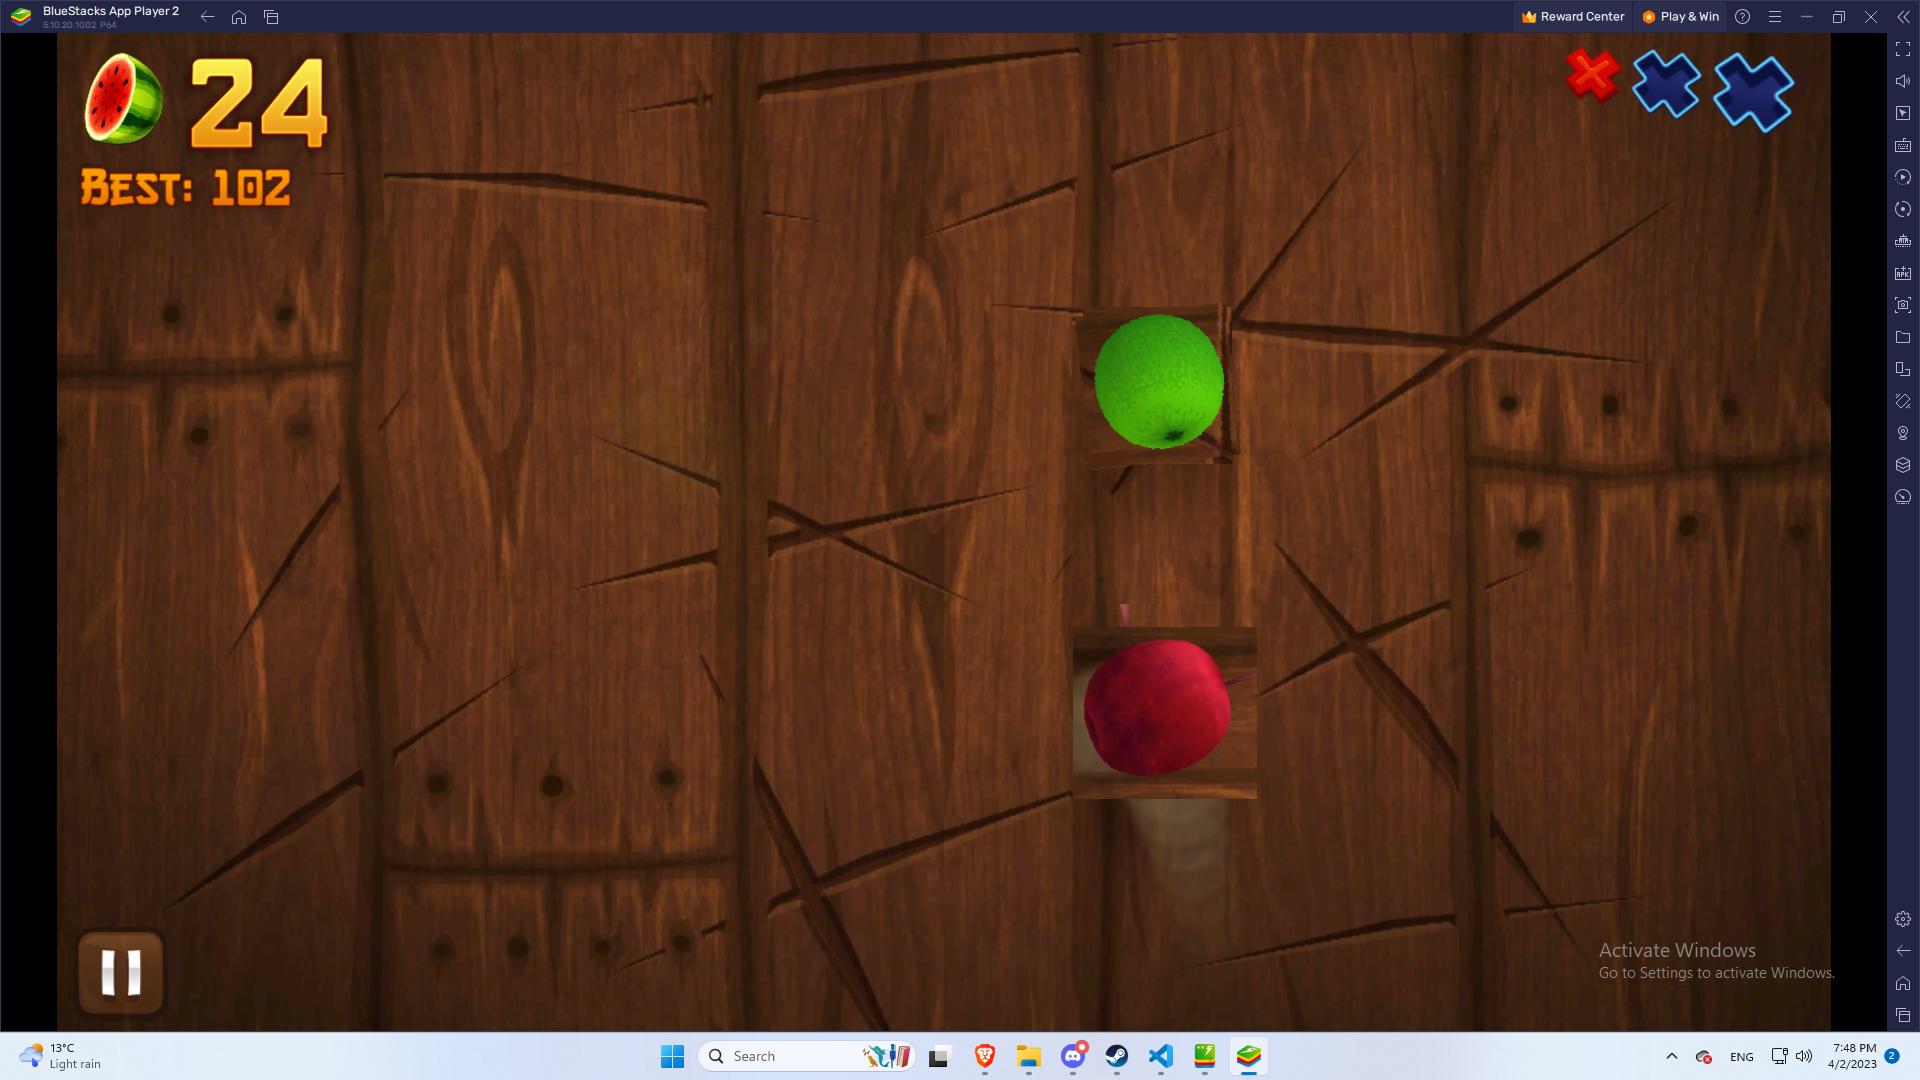 BlueStacks App Player 2
5.10.20.1002 P64
Reward Center
Play & Win
24
BEST: 102
APK
Activate Windows
Go to Settings to activate Windows.
13°C
Light rain
Search
ENG
7:48 PM
4/2/2023
2